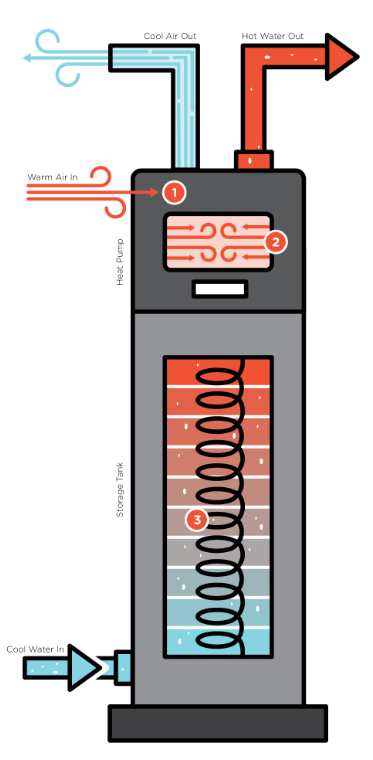 Cool Air Out
Hot Water Out
Warm Air In
1
2
Heat Pump
Storage Tank
3
Cool Water In